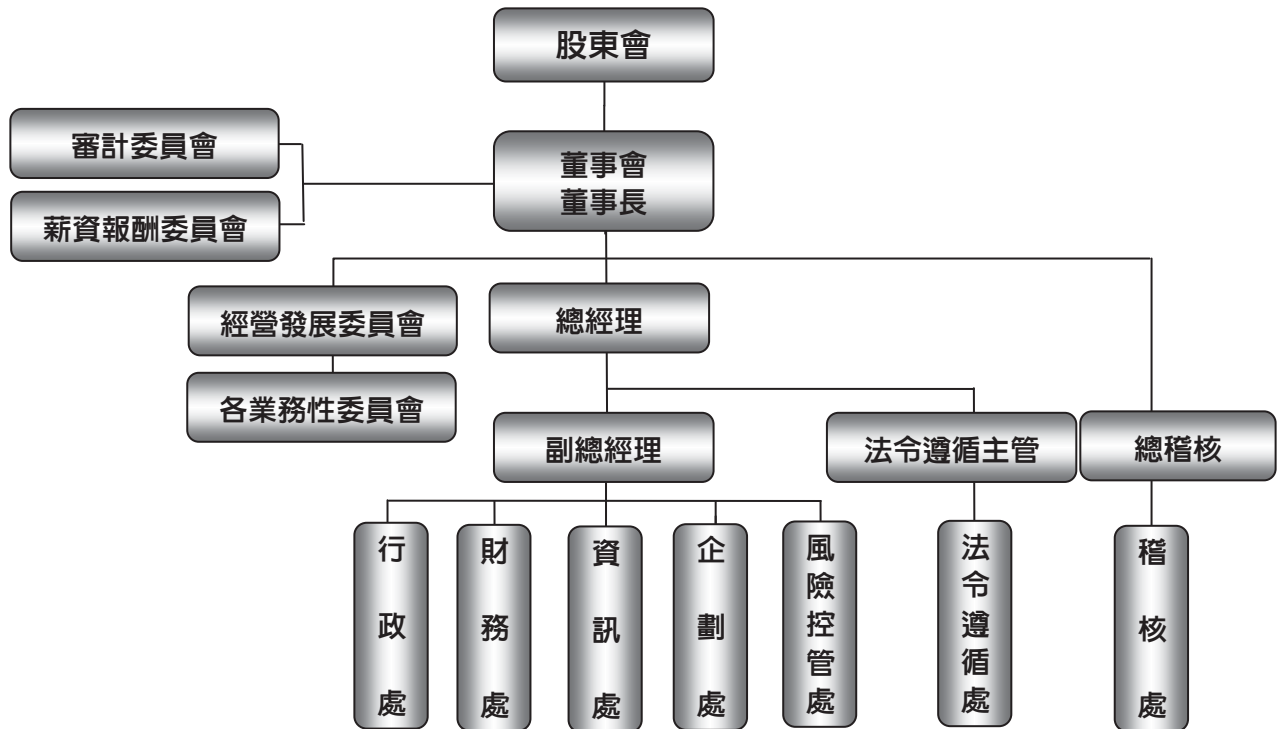 股東會
審計委員會
董事會
董事長
薪資報酬委員會
經營發展委員會
總經理
各業務性委員會
副總經理
法令遵循主管
總稽核
行政處
財務處
資訊處
企劃處
風險控管處
法令遵循處
稽核處